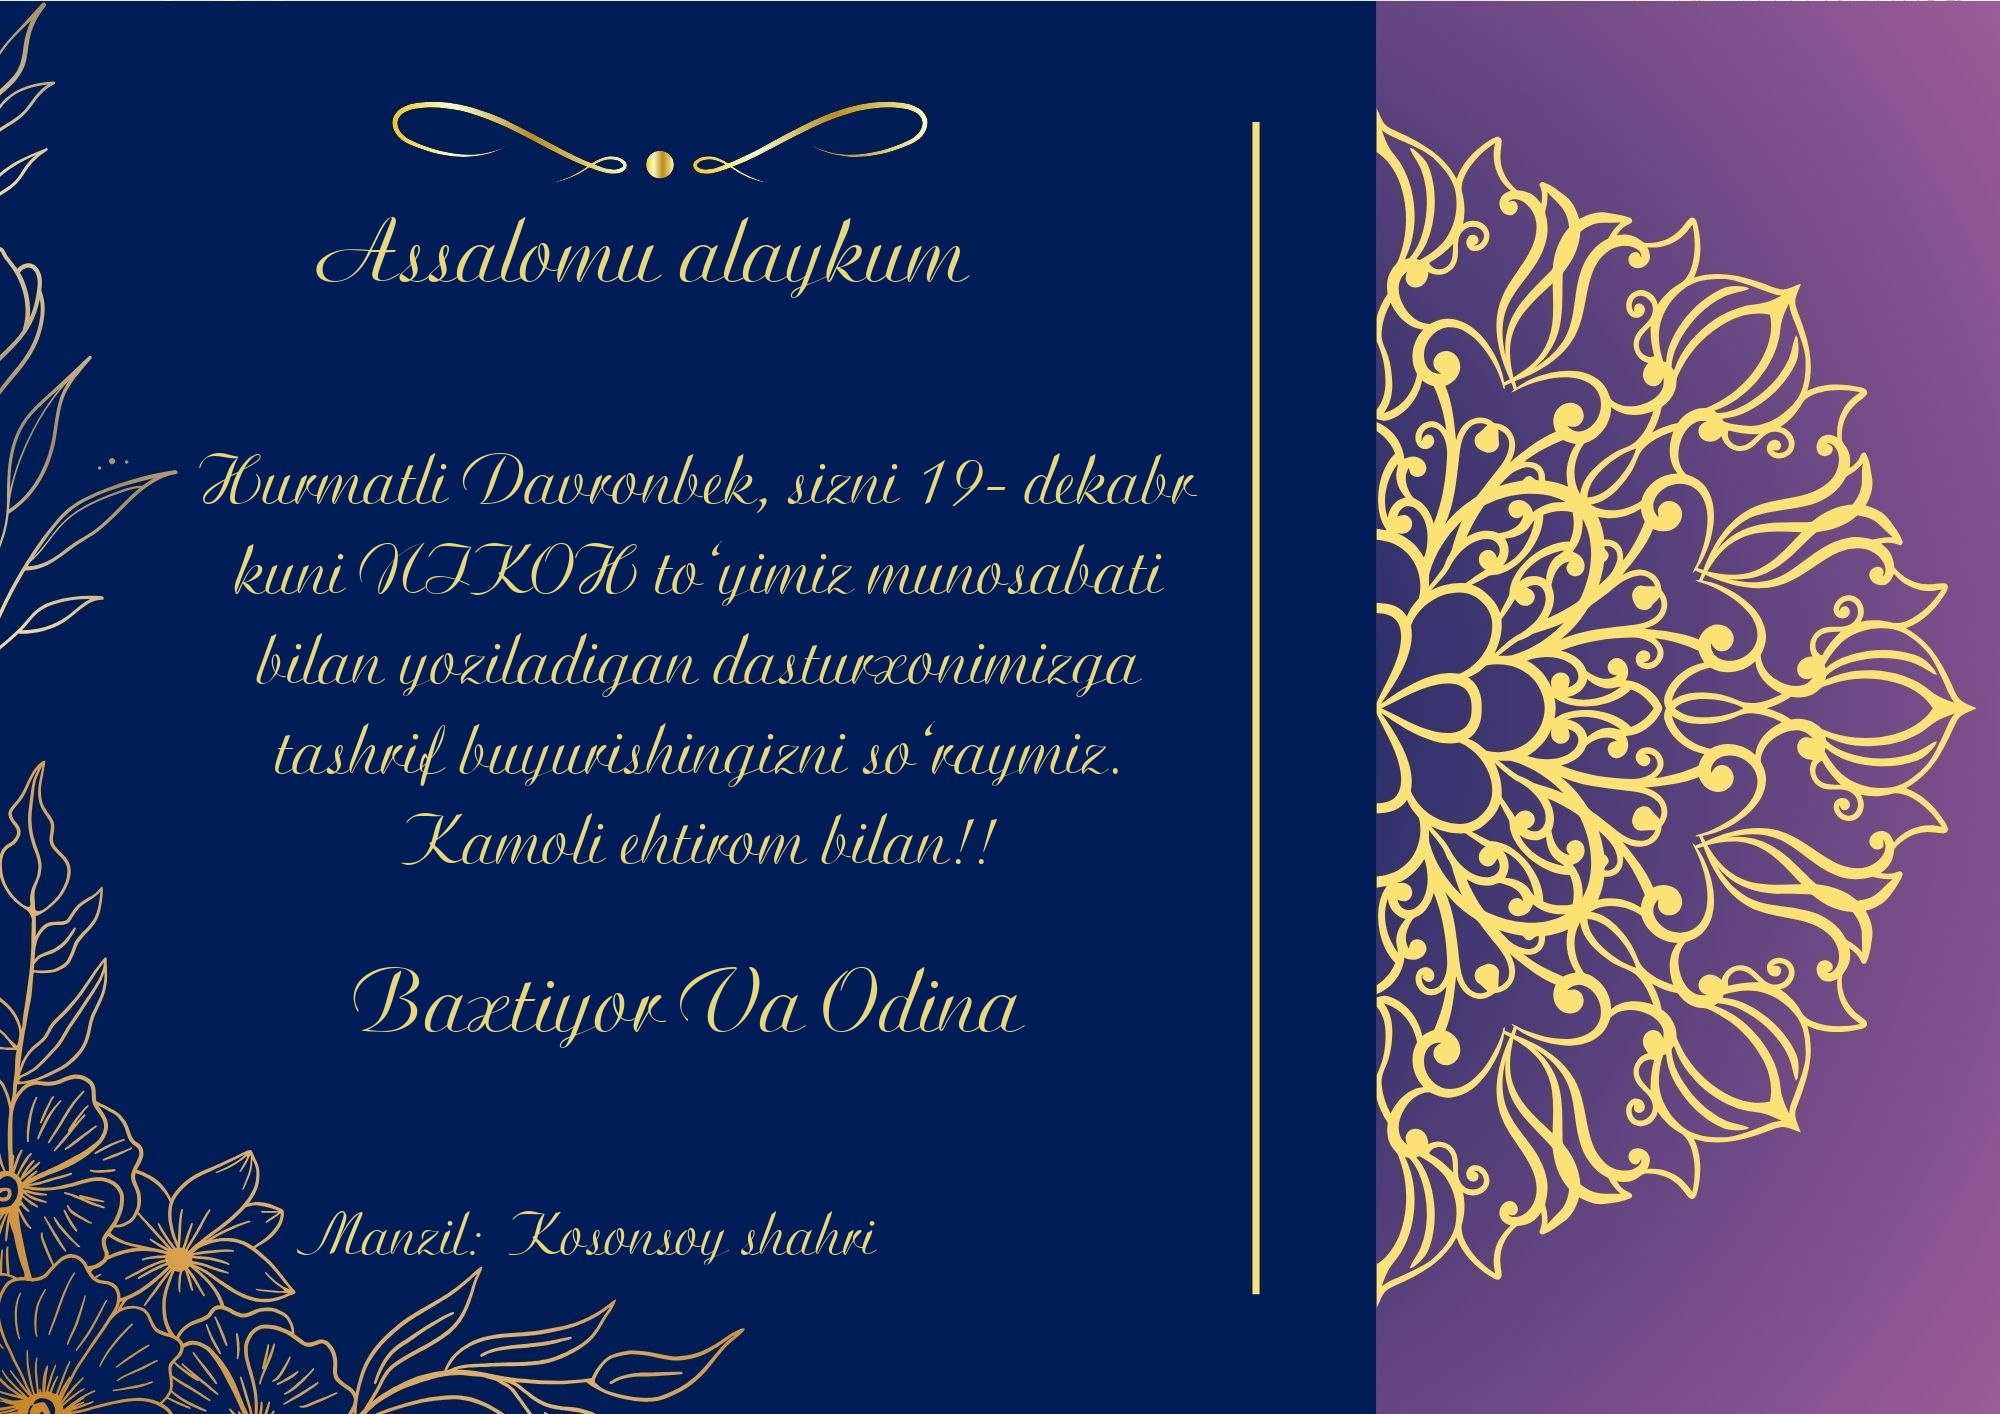 Assalomu alaykum
Hurmatli Davronbek, sizni 19- dekabr
kuni NIKOH to‘yimiz munosabati
bilan yoziladigan dasturxonimizga
tashrif buyurishingizni so‘raymiz.
Kamoli ehtirom bilan!!
Baxtiyor Va Odina
Manzil: Kosonsoy shahri